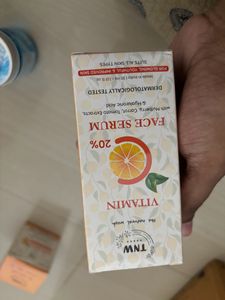 TNW
the natural wash
VITAMIN
C 20%
FACE SERUM
with Mulberry, Carrot, Tomato Extracts
& Hyaluronic Acid
DERMATOLOGICALLY TESTED
FOR GLOWING, YOUTHFUL & IMPROVED SKIN
SUITS ALL SKIN TYPES